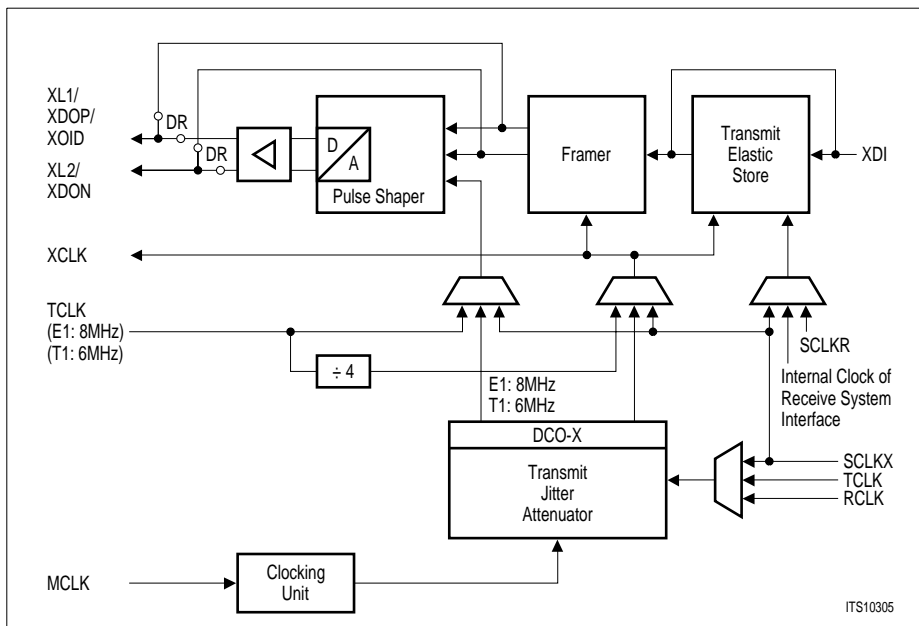 XL1/
XDOP/
XOID
DR
XL2/
XDON
DR
D
A
Pulse Shaper
Framer
Transmit
Elastic
Store
XDI
XCLK
TCLK
(E1: 8MHz)
(T1: 6MHz)
÷ 4
E1: 8MHz
T1: 6MHz
SCLKR
Internal Clock of
Receive System
Interface
DCO-X
Transmit
Jitter
Attenuator
SCLKX
TCLK
RCLK
MCLK
Clocking
Unit
ITS10305